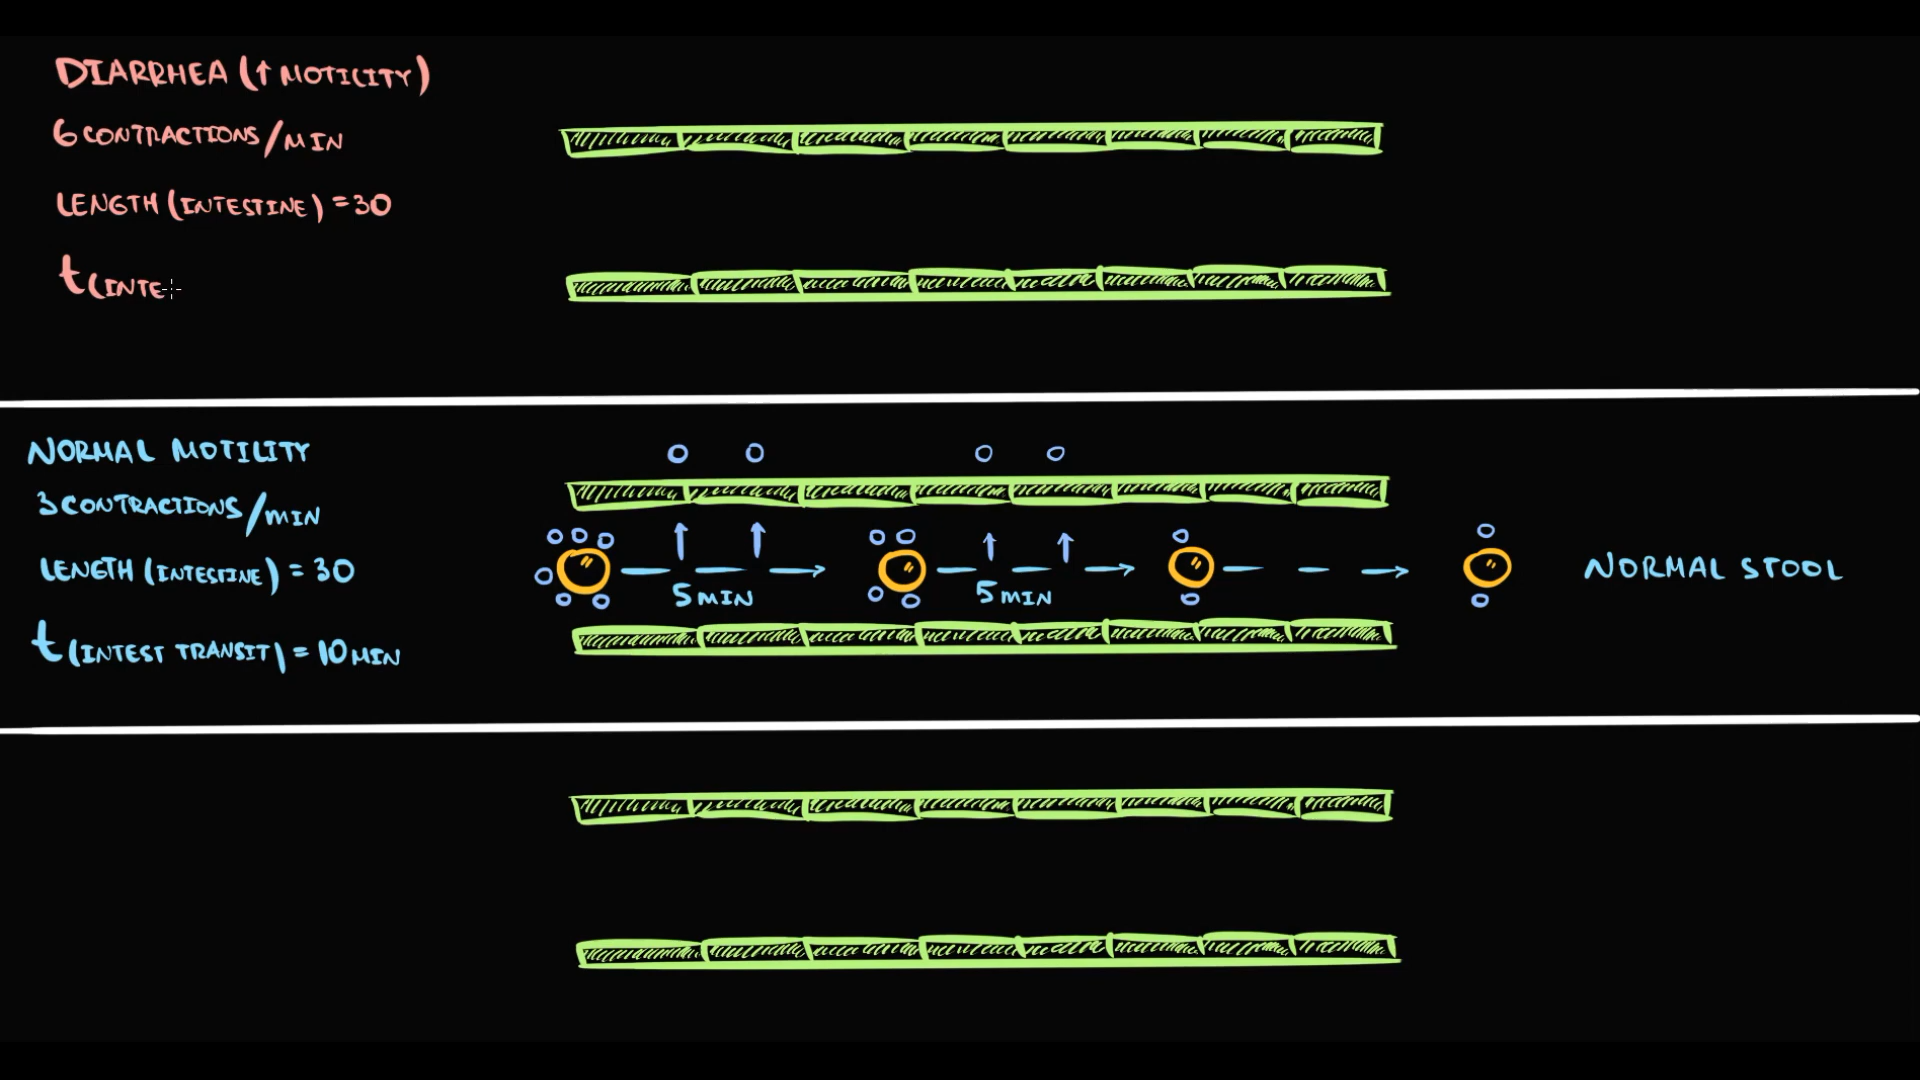 DIARRHEA (↑ MOTILITY)
6 CONTRACTIONS/MIN
LENGTH (INTESTINE) = 30
t (INTE
NORMAL MOTILITY
3 CONTRACTIONS/MIN
LENGTH (INTESTINE) = 30
t (INTEST TRANSIT) = 10 MIN
5 MIN
5 MIN
NORMAL STOOL